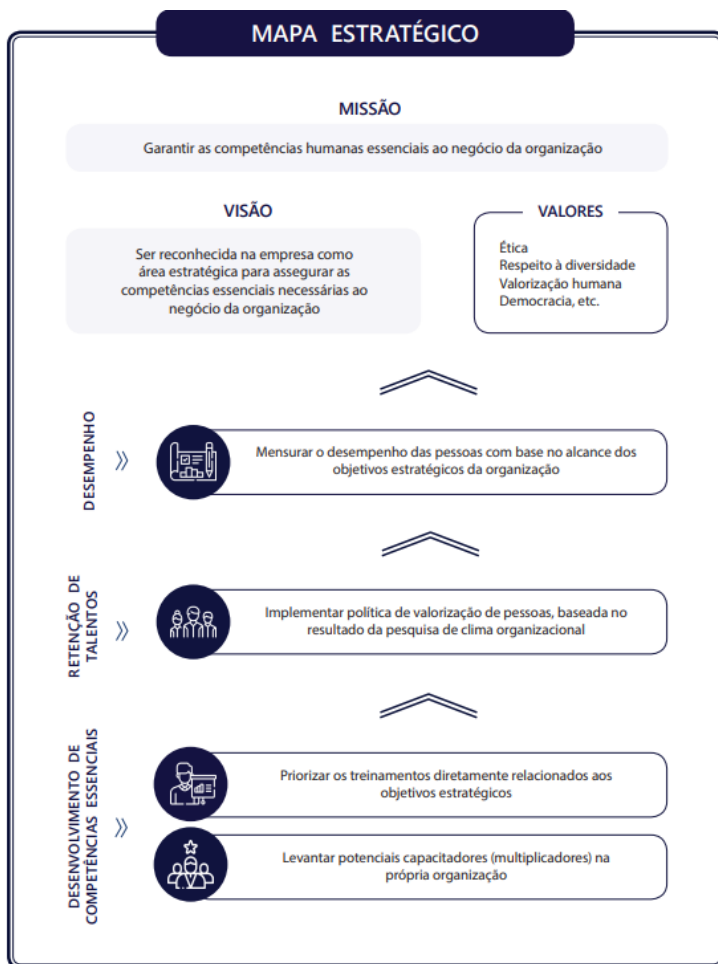 MAPA ESTRATÉGICO
MISSÃO
Garantir as competências humanas essenciais ao negócio da organização
VISÃO
Ser reconhecida na empresa como
área estratégica para assegurar as
competências essenciais necessárias ao
negócio da organização
VALORES
Ética
Respeito à diversidade
Valorização humana
Democracia, etc.
DESEMPENHO
Mensurar o desempenho das pessoas com base no alcance dos
objetivos estratégicos da organização
RETENÇÃO DE
TALENTOS
Implementar política de valorização de pessoas, baseada no
resultado da pesquisa de clima organizacional
DESENVOLVIMENTO DE
COMPETÊNCIAS ESSENCIAIS
Priorizar os treinamentos diretamente relacionados aos
objetivos estratégicos
Levantar potenciais capacitadores (multiplicadores) na
própria organização